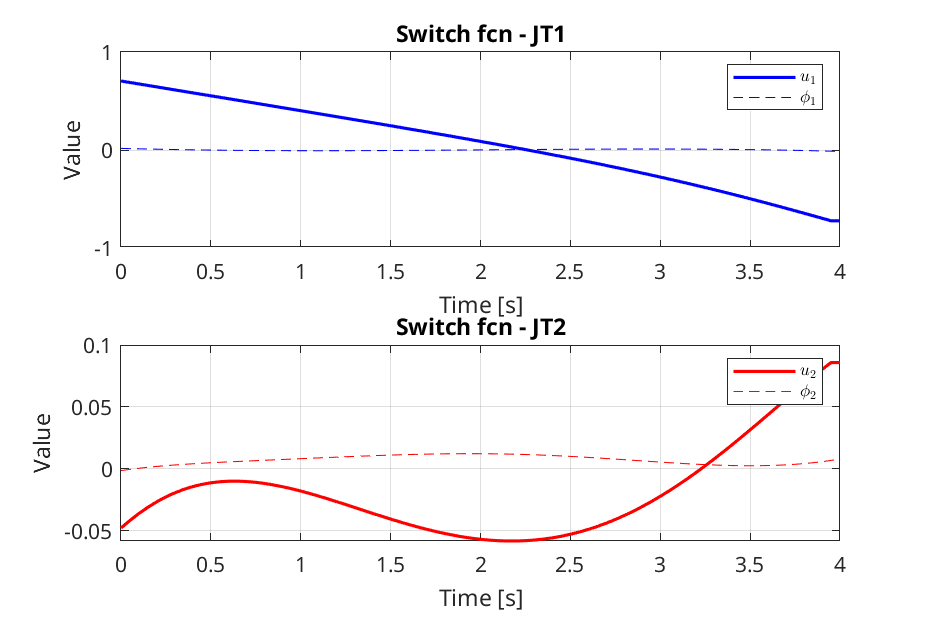 Switch fcn - JT1
1
0
-1
Value
u₁
ϕ₁
0 0.5 1 1.5 2 2.5 3 3.5 4
Time [s]
Switch fcn - JT2
0.1
0.05
0
-0.05
Value
u₂
ϕ₂
0 0.5 1 1.5 2 2.5 3 3.5 4
Time [s]